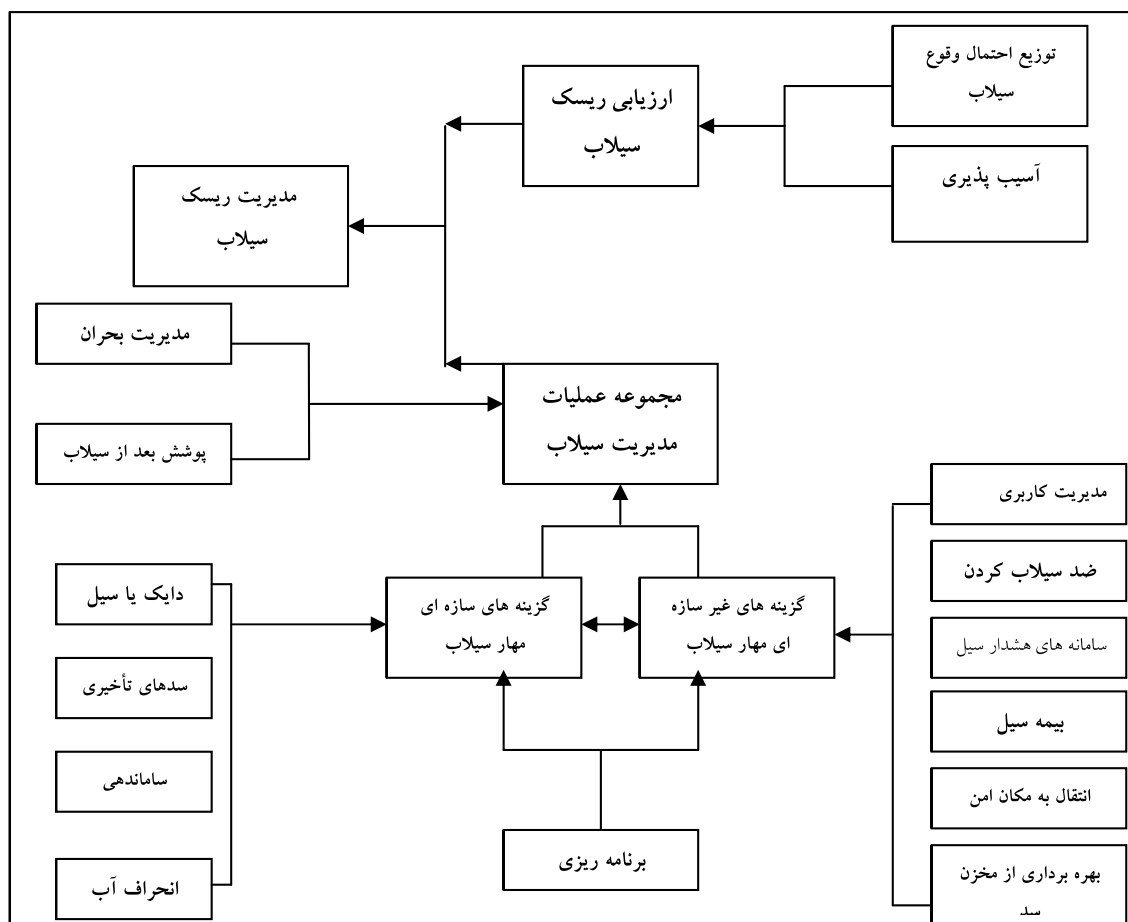 توزیع احتمال وقوع
سیلاب
آسیب پذیری
ارزیابی ریسک
سیلاب
مدیریت ریسک
سیلاب
مدیریت بحران
پوشش بعد از سیلاب
مجموعه عملیات
مدیریت سیلاب
مدیریت کاربری
ضد سیلاب کردن
سامانه های هشدار سیل
بیمه سیل
انتقال به مکان امن
بهره برداری از مخزن
سد
گزینه های غیر سازه
ای مهار سیلاب
گزینه های سازه ای
مهار سیلاب
دایک یا سیل
سدهای تأخیری
ساماندهی
انحراف آب
برنامه ریزی